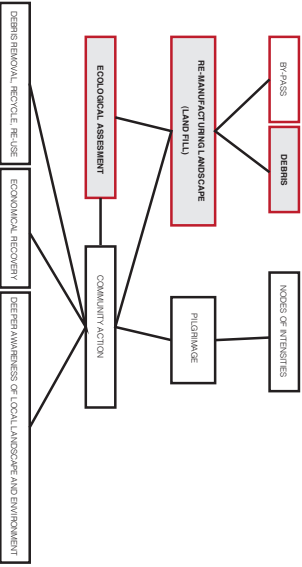 BY-PASS
DEBRIS
NODES OF INTENSITIES
RE-MANUFACTURING LANDSCAPE
(LAND FILL)
PILGRIMAGE
ECOLOGICAL ASSESMENT
COMMUNITY ACTION
DEBRIS REMOVAL, RECYCLE, RE-USE
ECONOMICAL RECOVERY
DEEPER AWARENESS OF LOCAL LANDSCAPE AND ENVIRONMENT